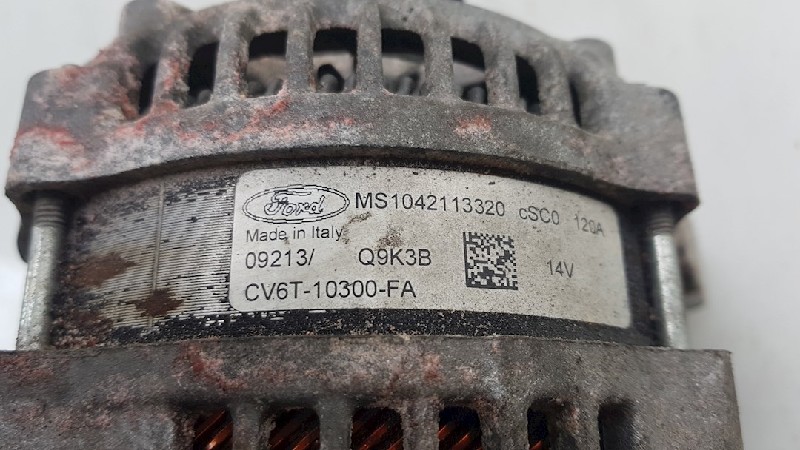 Ford MS1042113320 cSC0 120A
Made in Italy
09213/ Q9K3B 14V
CV6T-10300-FA